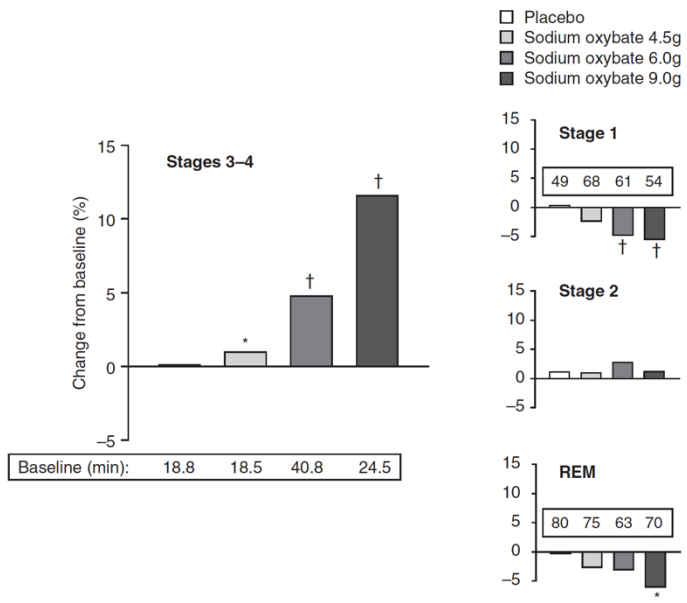 Placebo
Sodium oxybate 4.5g
Sodium oxybate 6.0g
Sodium oxybate 9.0g
Stages 3–4
Change from baseline (%)
15
10
5
0
–5
*
†
†
Baseline (min): 18.8 18.5 40.8 24.5
Stage 1
15
10
5
0
–5
49 68 61 54
† †
Stage 2
15
10
5
0
–5
REM
15
10
5
0
–5
80 75 63 70
*